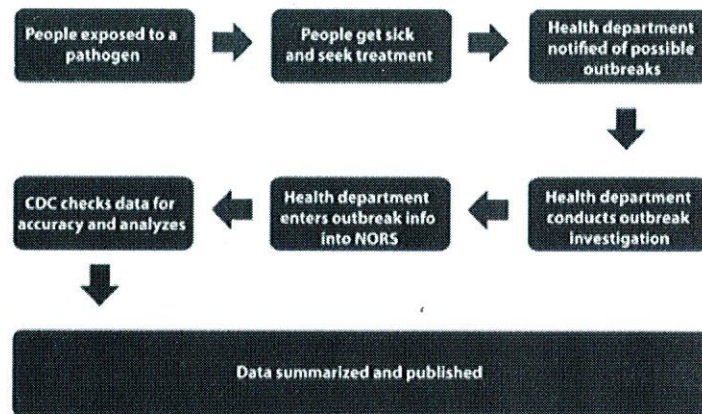 People exposed to a
pathogen
People get sick
and seek treatment
Health department
notified of possible
outbreaks
Health department
conducts outbreak
investigation
Health department
enters outbreak info
into NORS
CDC checks data for
accuracy and analyzes
Data summarized and published